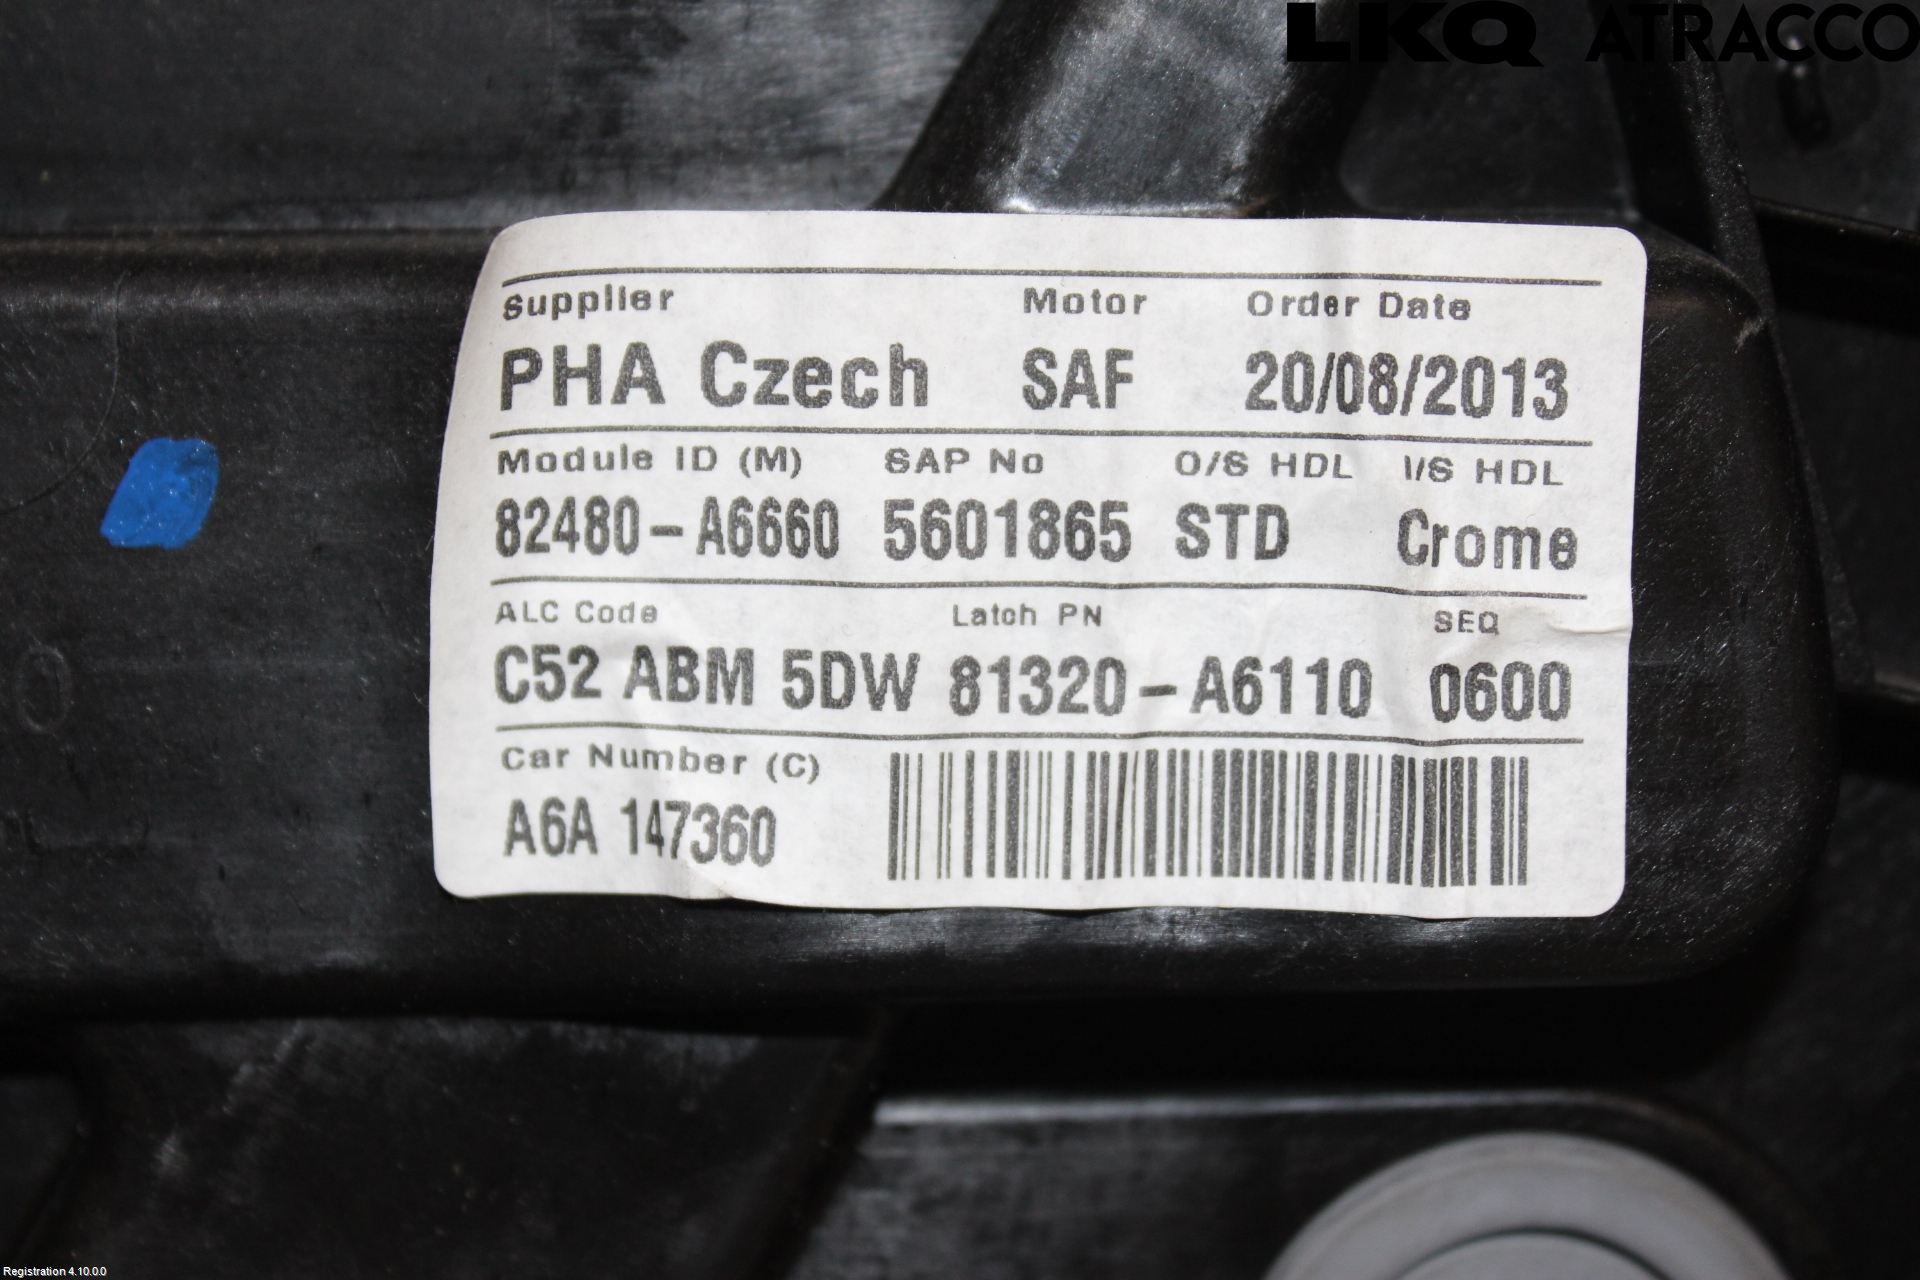 LKQ ATRACCO
Supplier Motor Order Date
PHA Czech SAF 20/08/2013
Module ID (M) SAP No O/S HDL I/S HDL
82480-A6660 5601865 STD Crome
ALC Code Latch PN SEQ
C52 ABM 5DW 81320-A6110 0600
Car Number (C)
A6A 147360
Registration 4.10.0.0